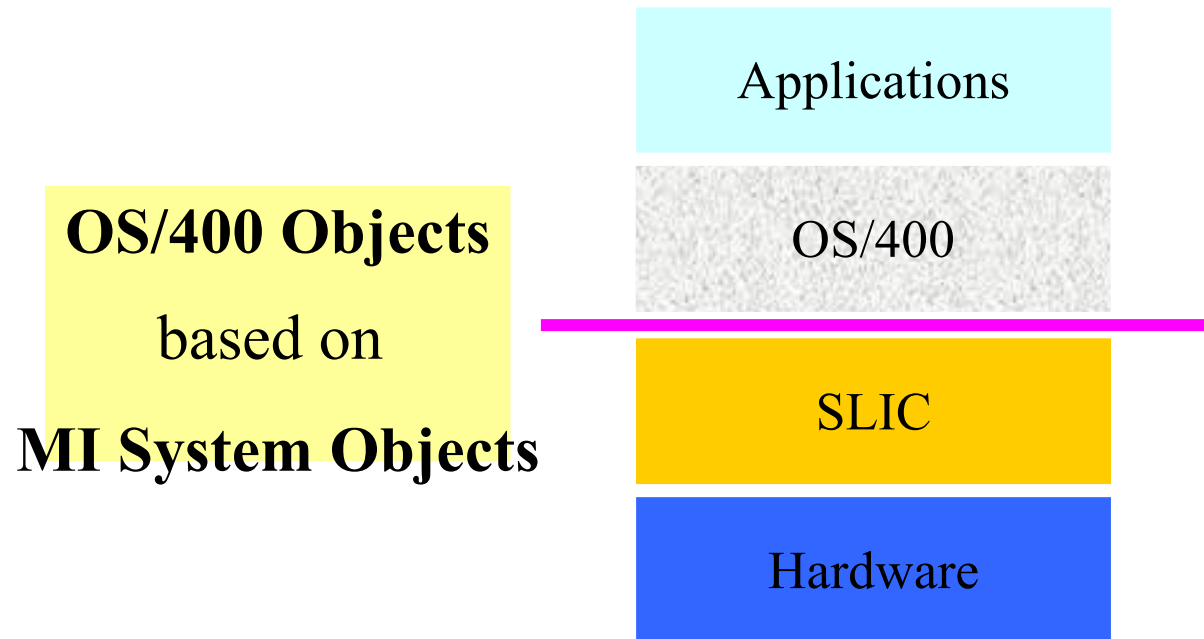 OS/400 Objects
based on
MI System Objects
Applications
OS/400
SLIC
Hardware